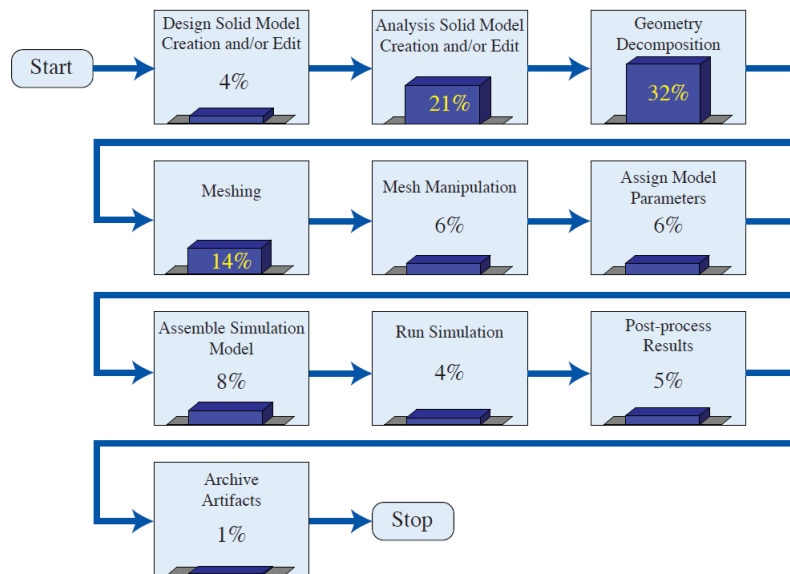 Start
Design Solid Model
Creation and/or Edit
4%
Analysis Solid Model
Creation and/or Edit
21%
Geometry
Decomposition
32%
Meshing
14%
Mesh Manipulation
6%
Assign Model
Parameters
6%
Assemble Simulation
Model
8%
Run Simulation
4%
Post-process
Results
5%
Archive
Artifacts
1%
Stop